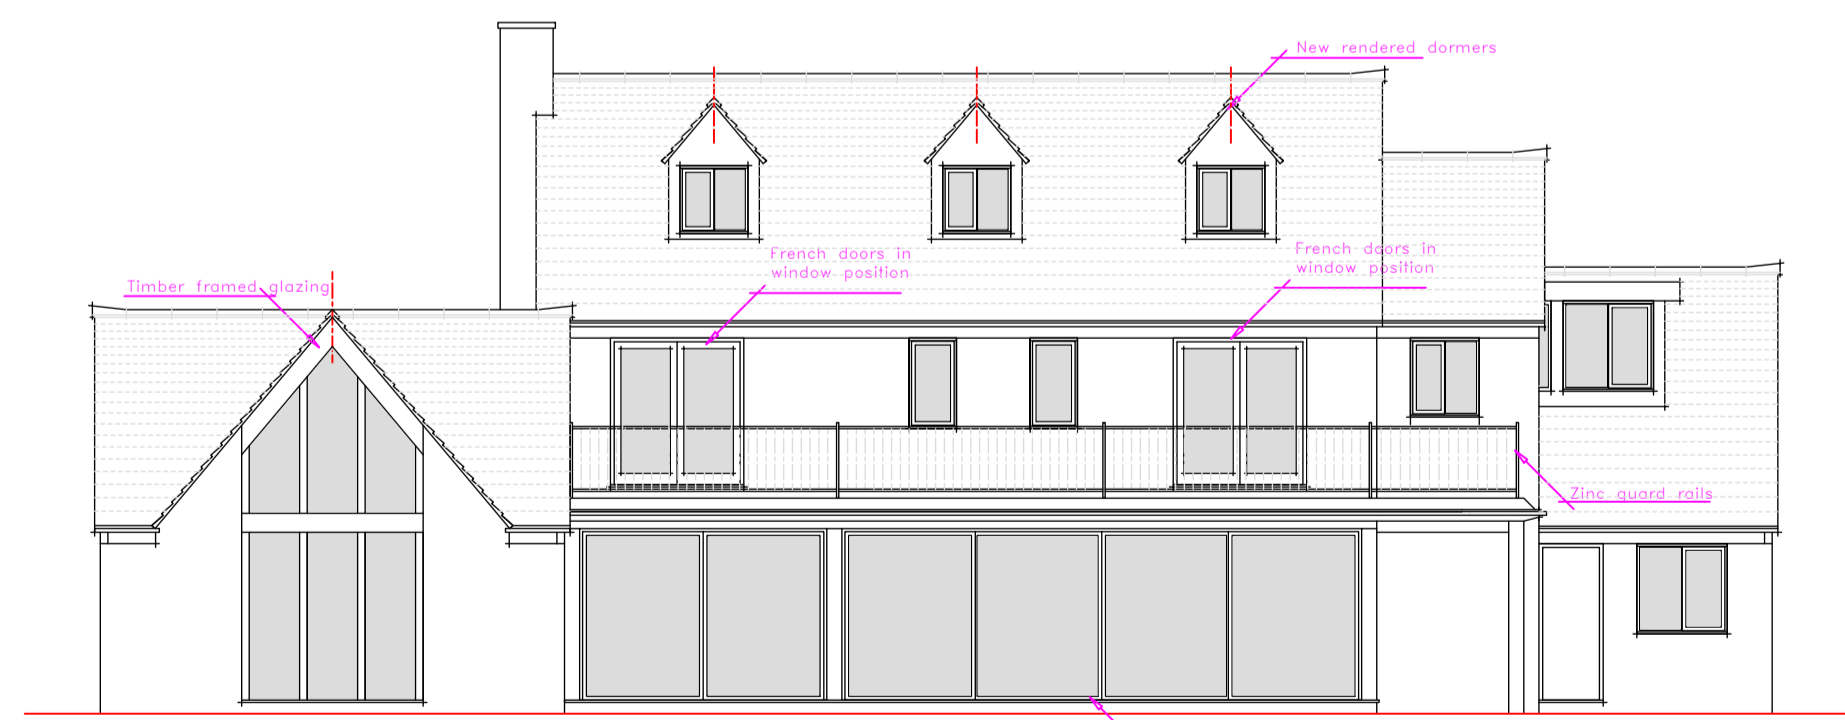 New rendered dormers
French doors in
window position
French doors in
window position
Timber framed glazing
Zinc guard rails